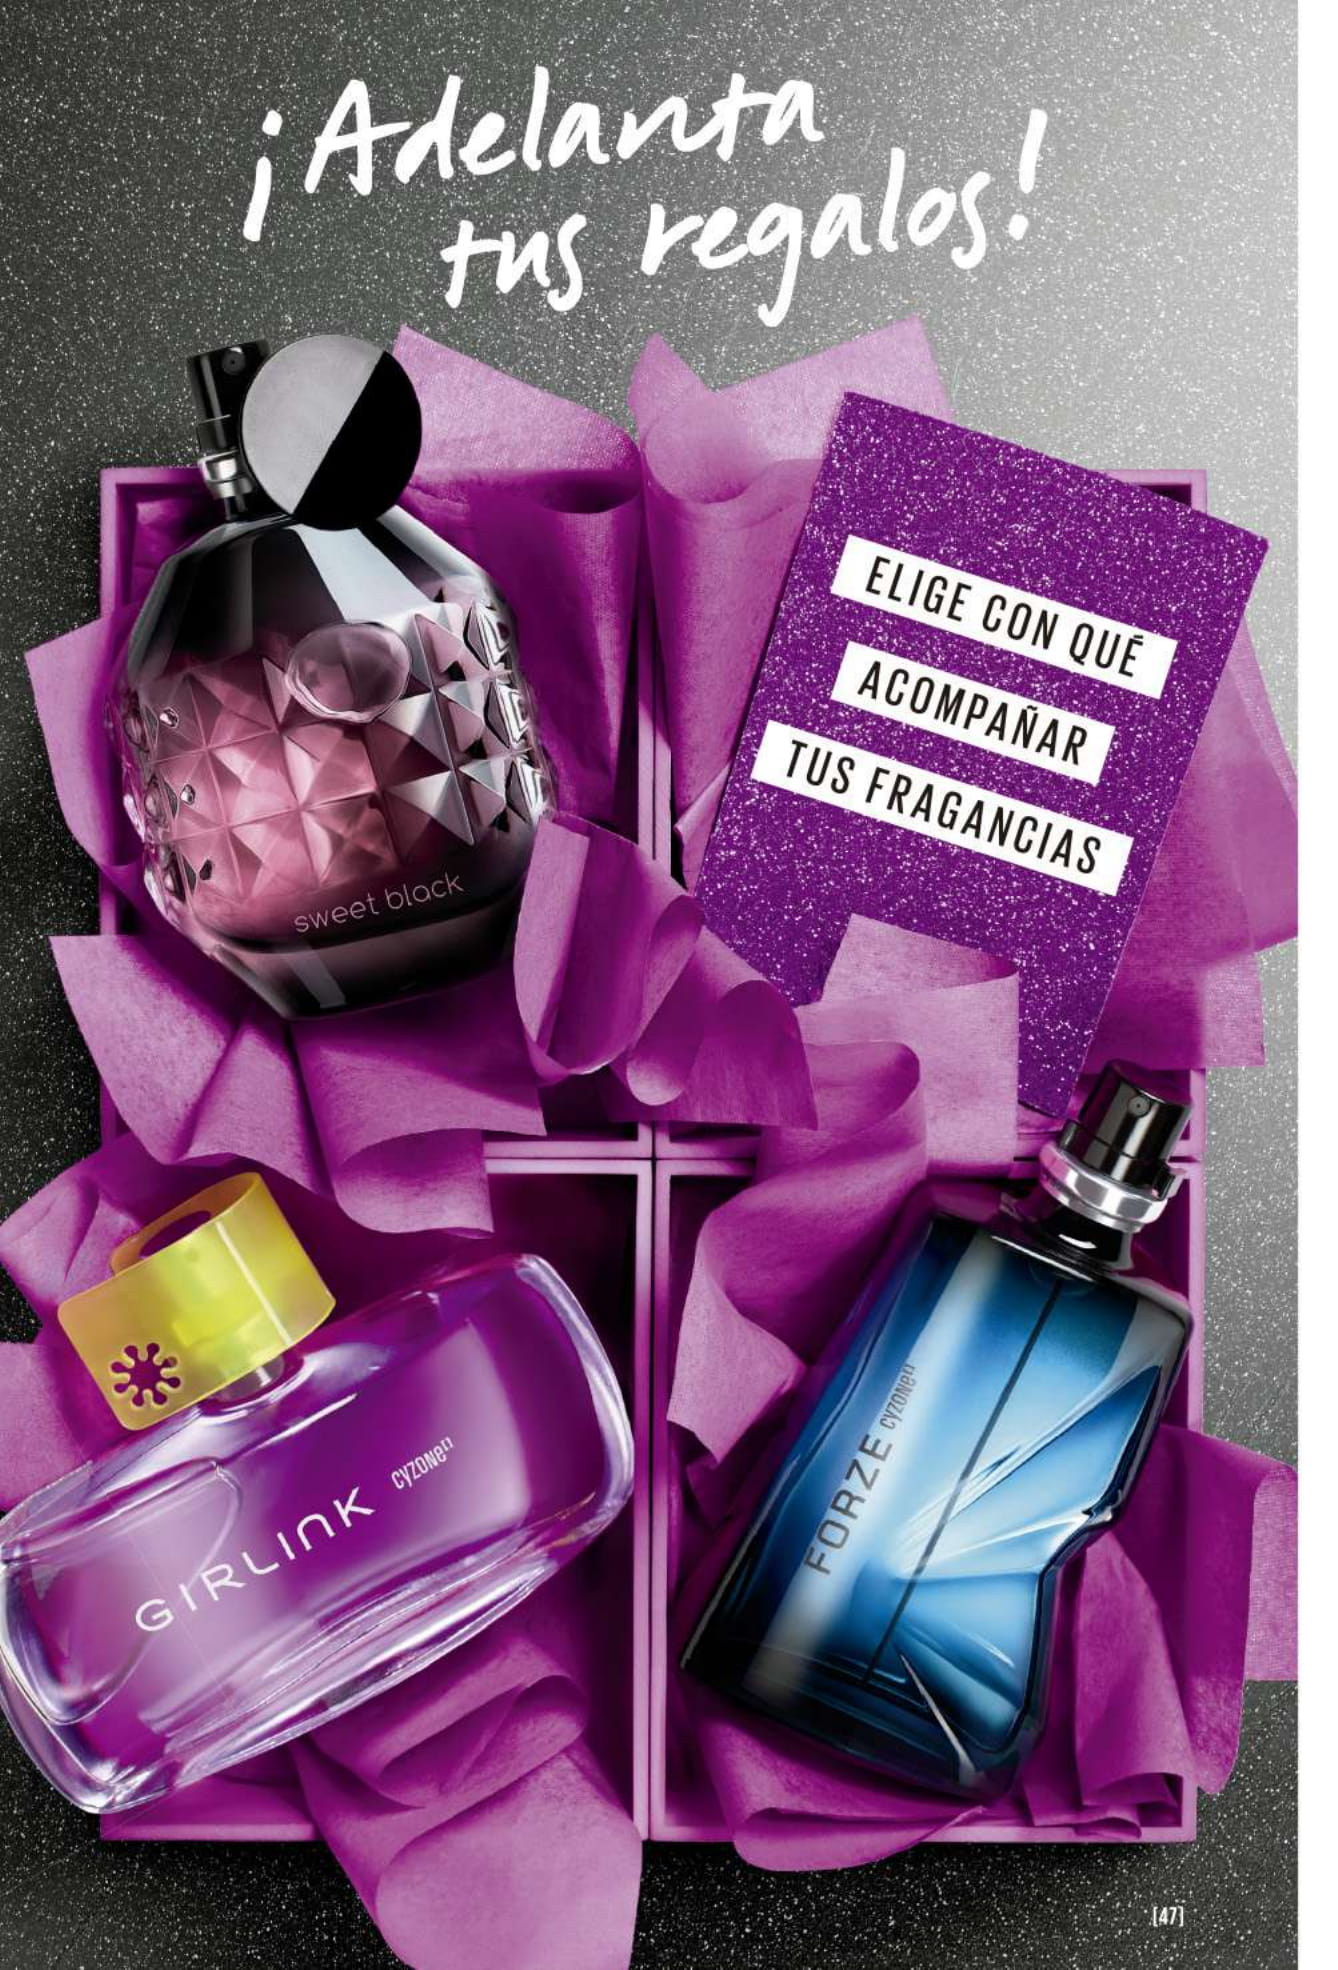 ¡Adelanta
tus regalos!
ELIGE CON QUÉ
ACOMPAÑAR
TUS FRAGANCIAS
sweet black
GIRLINK cyzone
FORZE cyzone
[47]